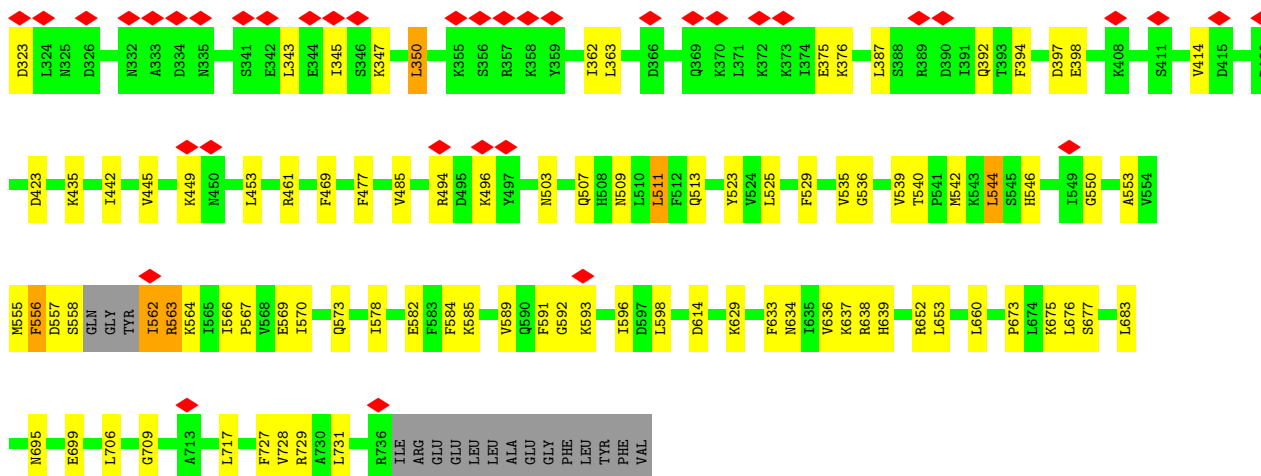 D323 L324 N325 D326 N332 A333 D334 N335 S341 E342 L343 E344 I345 S346 K347 L350 K355 S356 R357 K358 Y359 I362 L363 D366 Q369 K370 L371 K372 K373 I374 E375 K376 L387 S388 R389 D390 I391 Q392 T393 F394 D397 E398 K408 S411 V414 D415
D423 K435 I442 V445 K449 N450 L453 R461 F469 F477 V485 R494 D495 K496 Y497 N503 Q507 H508 N509 L510 L511 F512 Q513 Y523 V524 L525 F529 V535 G536 V539 T540 P541 M542 K543 L544 S545 H546 I549 G550 A553 V554
M555 F556 D557 S558 GLN GLY TYR I562 R563 K564 I565 I566 P567 V568 E569 I570 Q573 I578 E582 F583 F584 K585 V589 Q590 F591 G592 K593 I596 D597 L598 D614 K629 F633 N634 I635 V636 K637 R638 H639 R652 L653 L660 P673 L674 K675 L676 S677 L683
N695 E699 L706 G709 A713 L717 F727 V728 R729 A730 L731 R736 ILE ARG GLU GLU LEU LEU ALA GLU GLY PHE LEU TYR PHE VAL